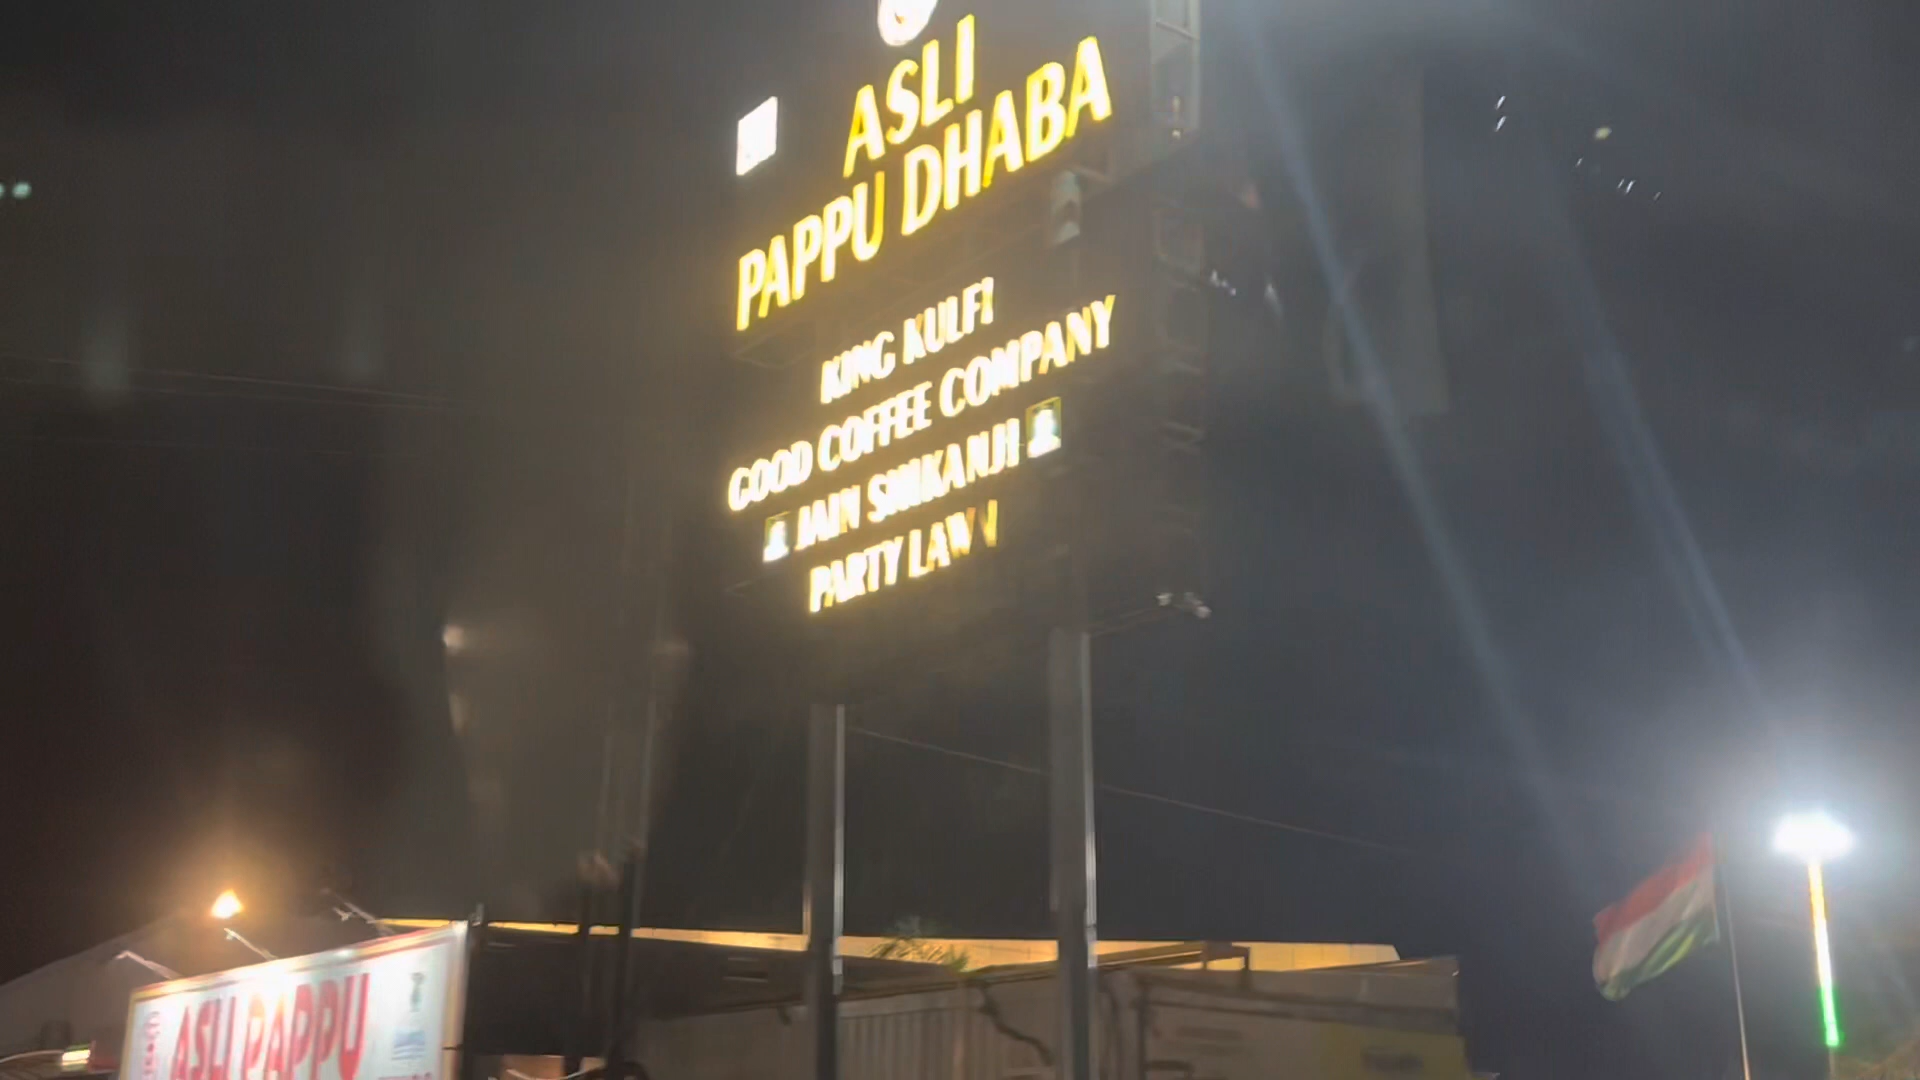 ASLI
PAPPU DHABA
KING KULFI
GOOD COFFEE COMPANY
JAIN SHIKANJI
PARTY LAWN
ASLI PAPPU